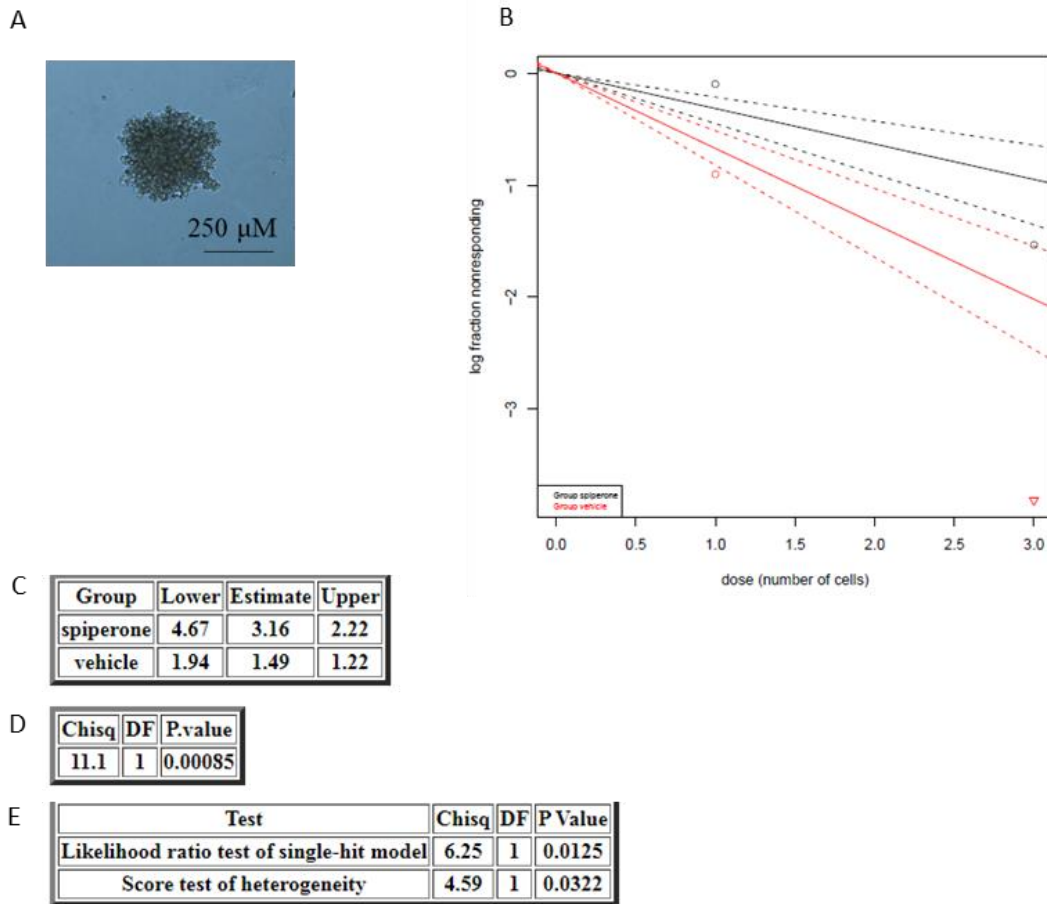 A
250 μM
B
log fraction nonresponding
0
−1
−2
−3
Group spiperone
Group vehicle
0.0 0.5 1.0 1.5 2.0 2.5 3.0
dose (number of cells)
C
Group Lower Estimate Upper
spiperone 4.67 3.16 2.22
vehicle 1.94 1.49 1.22
D
Chisq DF P.value
11.1 1 0.00085
E
Test Chisq DF P Value
Likelihood ratio test of single-hit model 6.25 1 0.0125
Score test of heterogeneity 4.59 1 0.0322